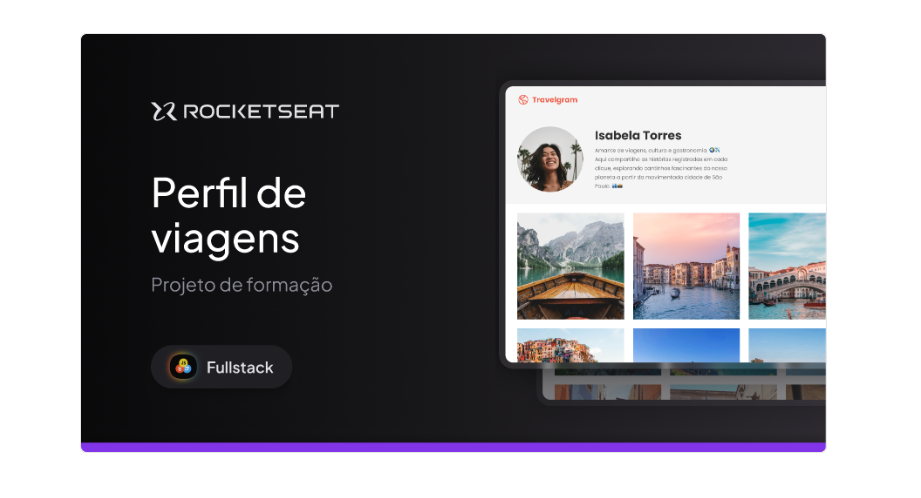 ROCKETSEAT
Perfil de
viagens
Projeto de formação
Fullstack
Travelgram
Isabela Torres
Amante de viagens, cultura e gastronomia.
Aqui compartilho as histórias registradas em cada
clique, explorando cantinhos fascinantes do nosso
planeta a partir da movimentada cidade de São
Paulo.